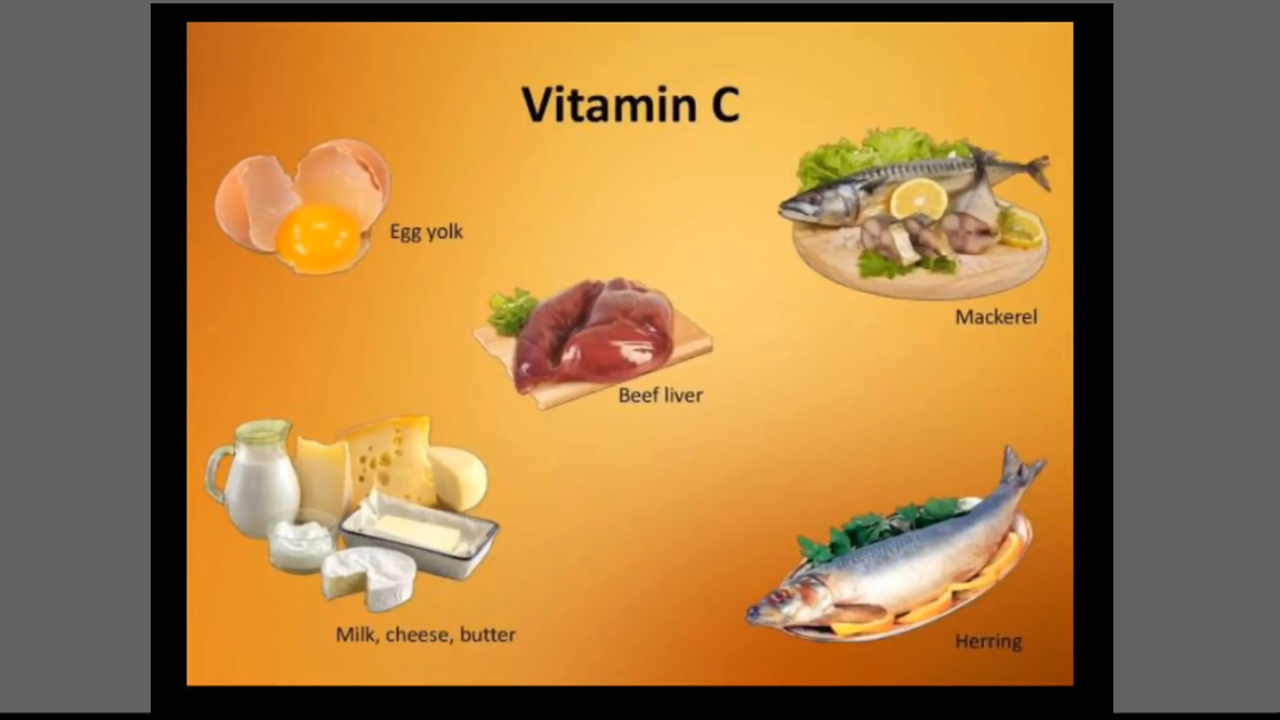 Vitamin C
Egg yolk
Mackerel
Beef liver
Milk, cheese, butter
Herring